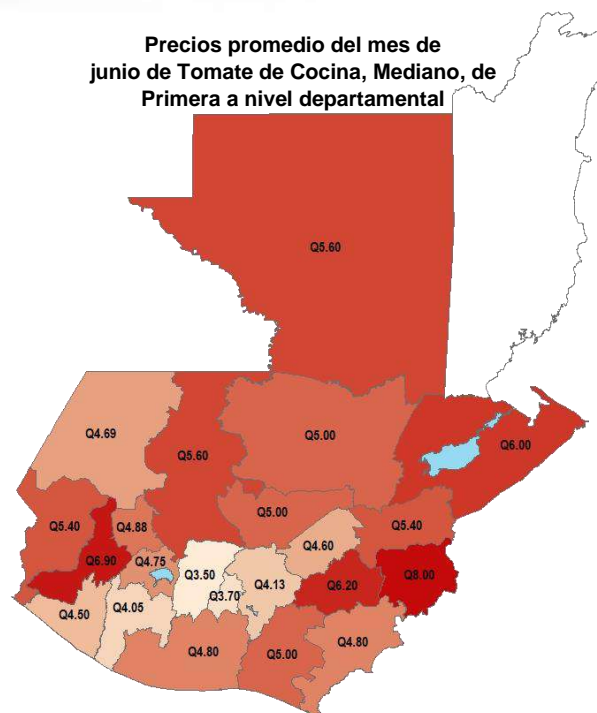 Precios promedio del mes de
junio de Tomate de Cocina, Mediano, de
Primera a nivel departamental
Q5.60
Q4.69
Q5.60
Q5.00
Q6.00
Q5.40
Q4.88
Q5.00
Q5.40
Q6.90
Q4.75
Q3.50
Q3.70
Q4.13
Q4.60
Q6.20
Q8.00
Q4.50
Q4.05
Q4.80
Q5.00
Q4.80